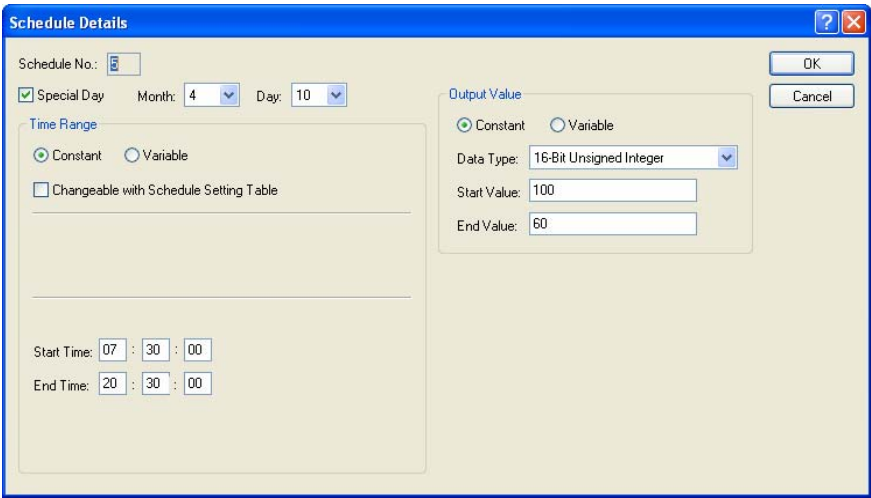 Schedule Details
Schedule No.: 5
OK
Special Day Month: 4 Day: 10
Cancel
Time Range
Constant Variable
Changeable with Schedule Setting Table
Start Time: 07 : 30 : 00
End Time: 20 : 30 : 00
Output Value
Constant Variable
Data Type: 16-Bit Unsigned Integer
Start Value: 100
End Value: 60